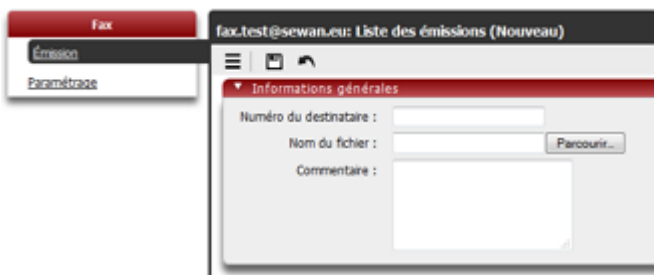 Fax
Émission
Paramétrage
fax.test@sewan.eu: Liste des émissions (Nouveau)
Informations générales
Numéro du destinataire :
Nom du fichier :
Parcourir...
Commentaire :